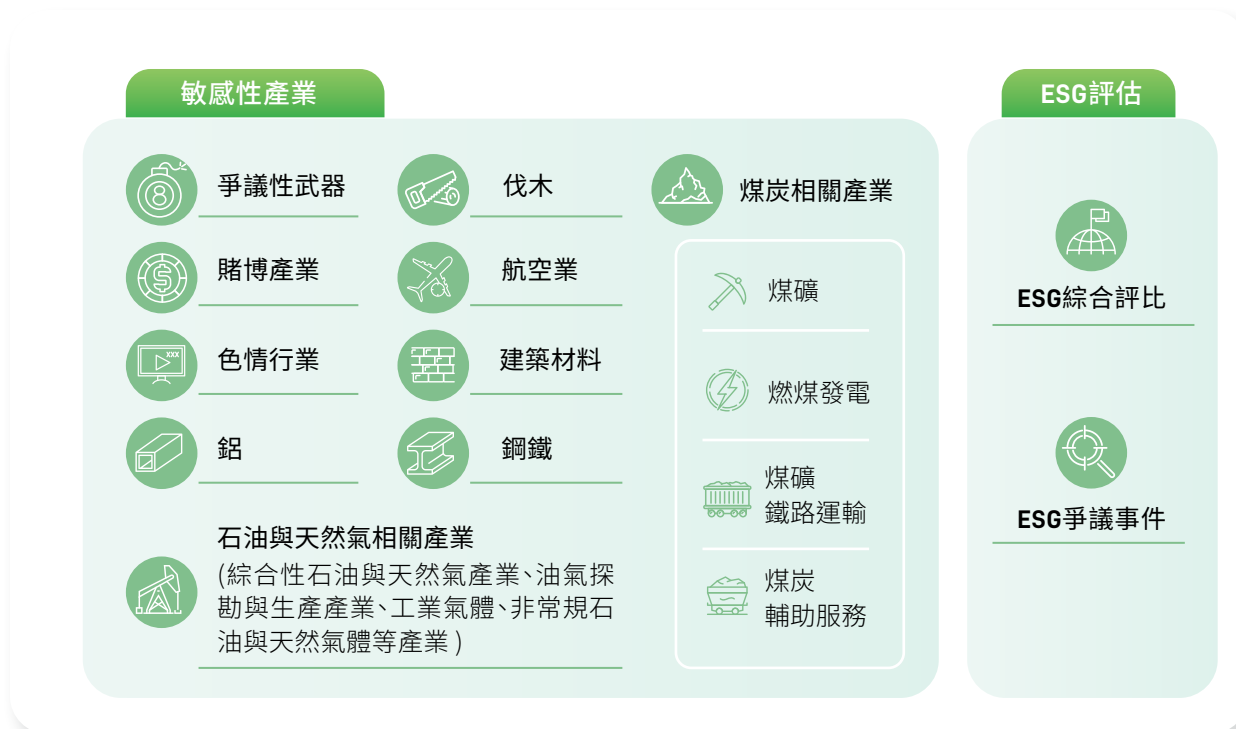 敏感性產業
爭議性武器
伐木
賭博產業
航空業
色情行業
建築材料
鋁
鋼鐵
石油與天然氣相關產業
(綜合性石油與天然氣產業、油氣探
勘與生產產業、工業氣體、非常規石
油與天然氣體等產業 )
煤炭相關產業
煤礦
燃煤發電
煤礦
鐵路運輸
煤炭
輔助服務
ESG評估
ESG綜合評比
ESG爭議事件
8
$
XXX